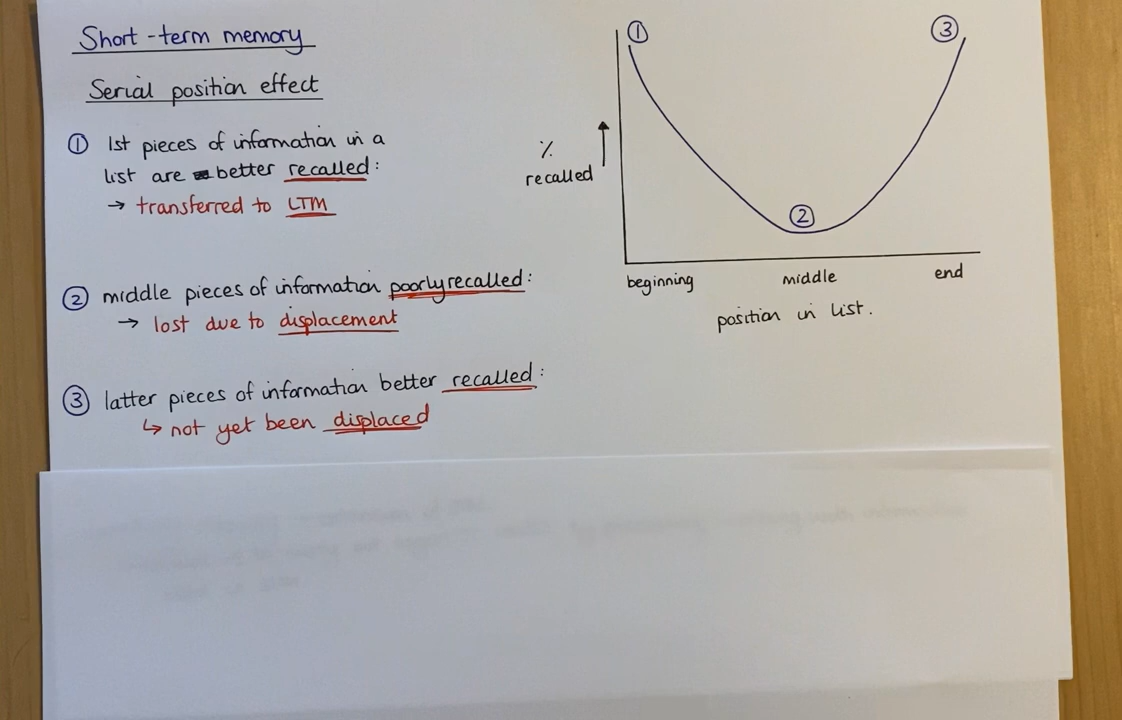 Short-term memory
Serial position effect
① 1st pieces of information in a
list are better recalled:
→ transferred to LTM
② middle pieces of information poorly recalled:
→ lost due to displacement
③ latter pieces of information better recalled:
↳ not yet been displaced
①
③
%
recalled
②
beginning middle end
position in list.